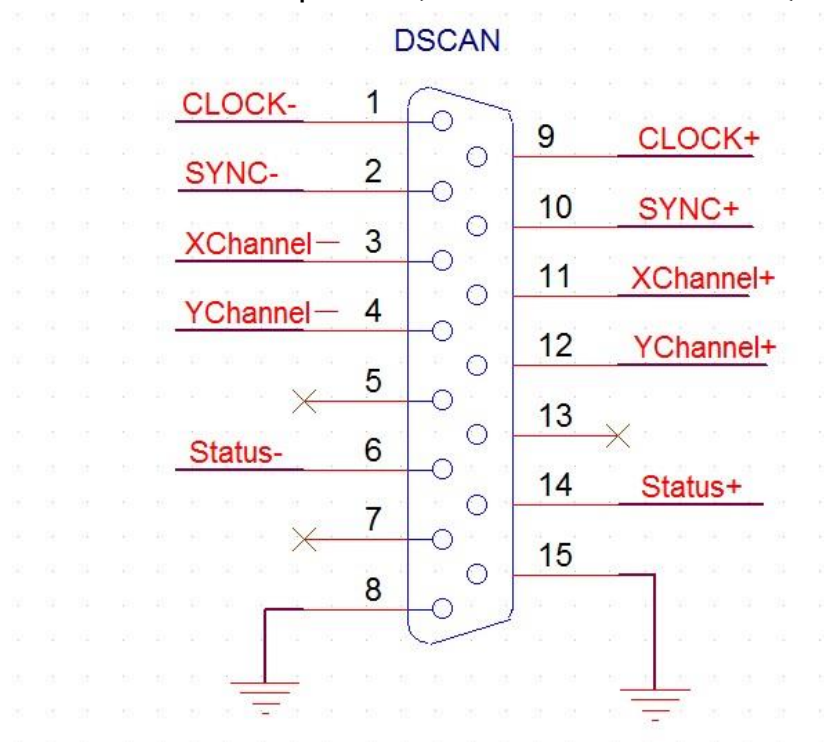 DSCAN
CLOCK- 1
9 CLOCK+
SYNC- 2
10 SYNC+
XChannel— 3
11 XChannel+
YChannel— 4
12 YChannel+
5
13
Status- 6
14 Status+
7
15
8